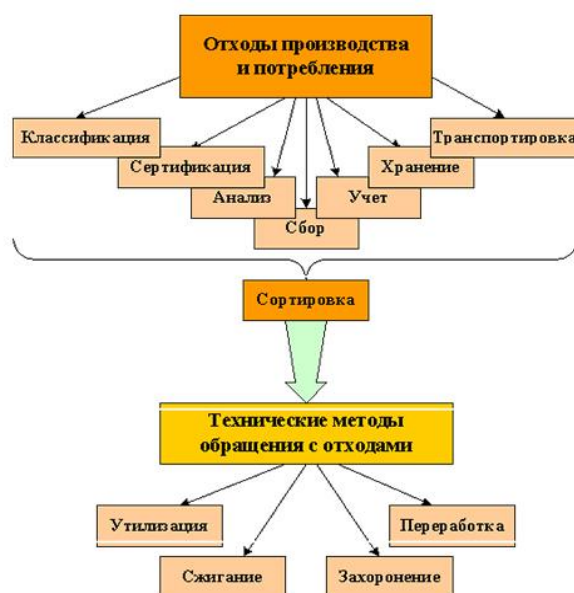 Отходы производства
и потребления
Классификация
Транспортировка
Сертификация
Хранение
Анализ
Учет
Сбор
Сортировка
Технические методы
обращения с отходами
Утилизация
Переработка
Сжигание
Захоронение